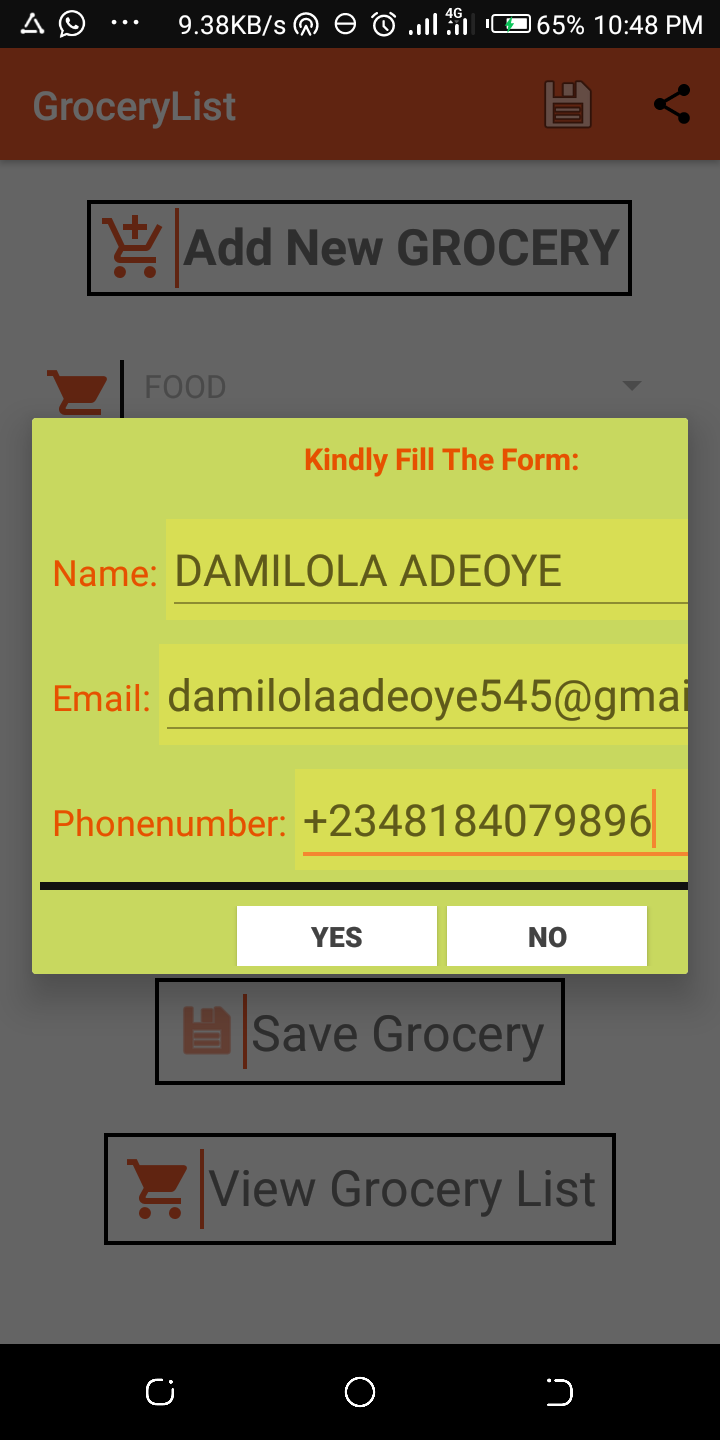 9.38KB/s 4G 65% 10:48 PM
GroceryList
Add New GROCERY
FOOD
Kindly Fill The Form:
Name: DAMILOLA ADEOYE
Email: damilolaadeoye545@gmai
Phonenumber: +2348184079896
YES NO
Save Grocery
View Grocery List